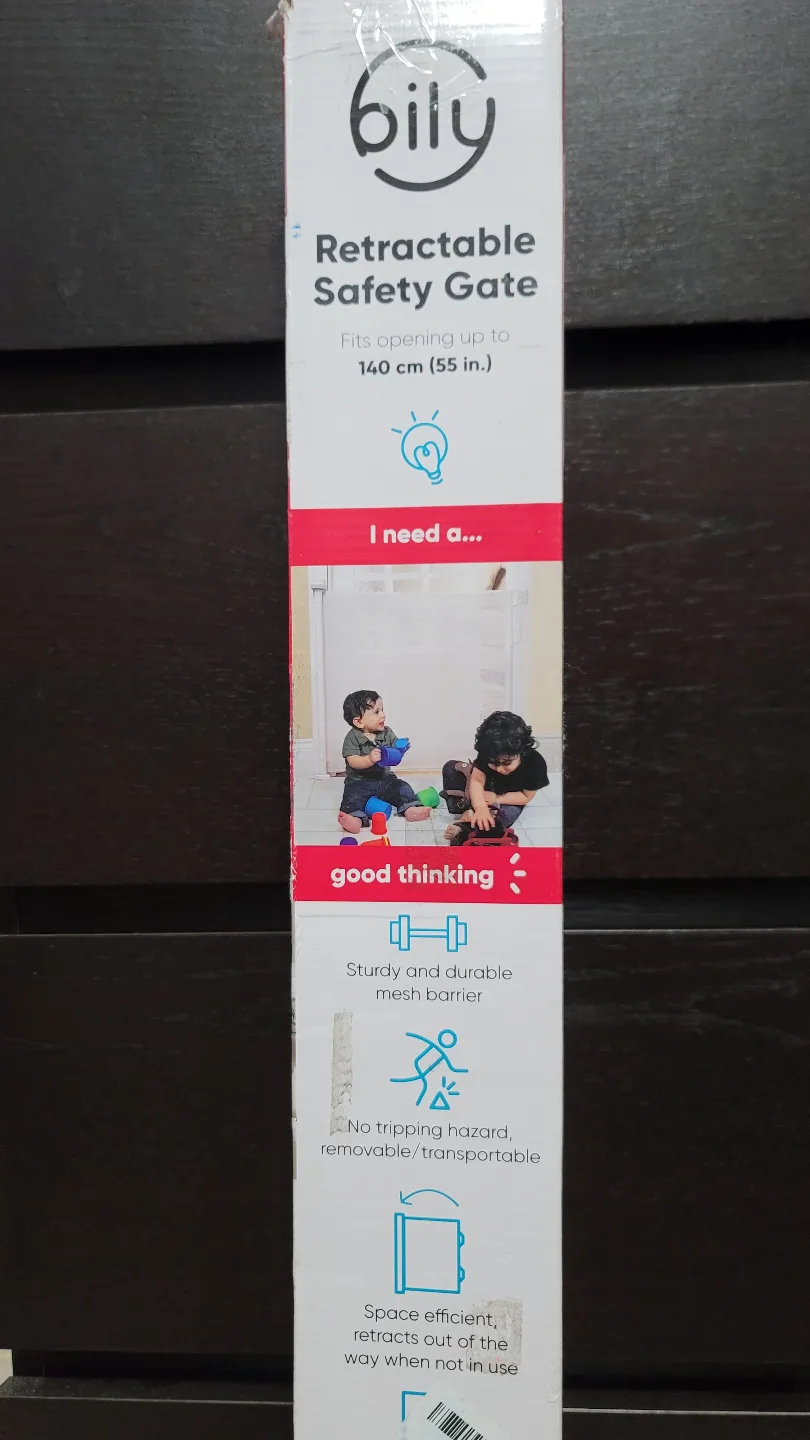 bily
Retractable
Safety Gate
Fits opening up to
140 cm (55 in.)
I need a...
good thinking
Sturdy and durable
mesh barrier
No tripping hazard,
removable/transportable
Space efficient,
retracts out of the
way when not in use